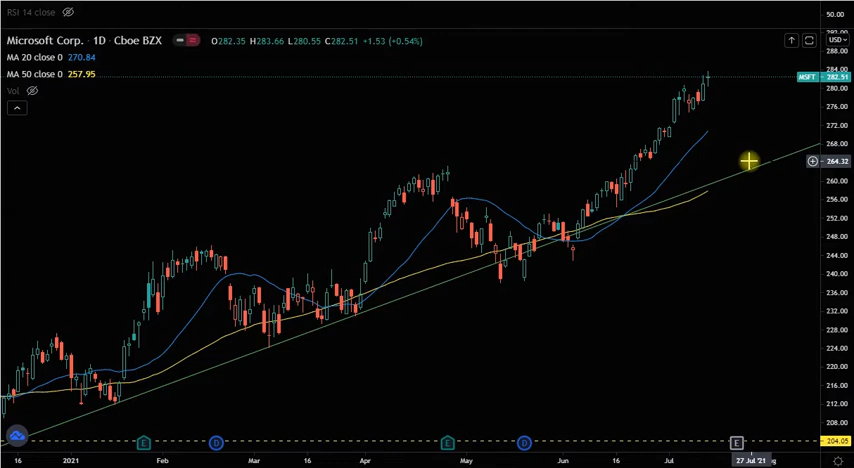 RSI 14 close
50.00
Microsoft Corp. · 1D · Cboe BZX O282.35 H283.66 L280.55 C282.51 +1.53 (+0.54%)
USD
292.00
MA 20 close 0 270.84
288.00
MA 50 close 0 257.95
284.00
MSFT 282.51
Vol
280.00
276.00
272.00
268.00
264.32
260.00
256.00
252.00
248.00
244.00
240.00
236.00
232.00
228.00
224.00
220.00
216.00
212.00
208.00
E D E D E
204.05
16 2021 Feb Mar 16 Apr May Jun 16 Jul 27 Jul '21